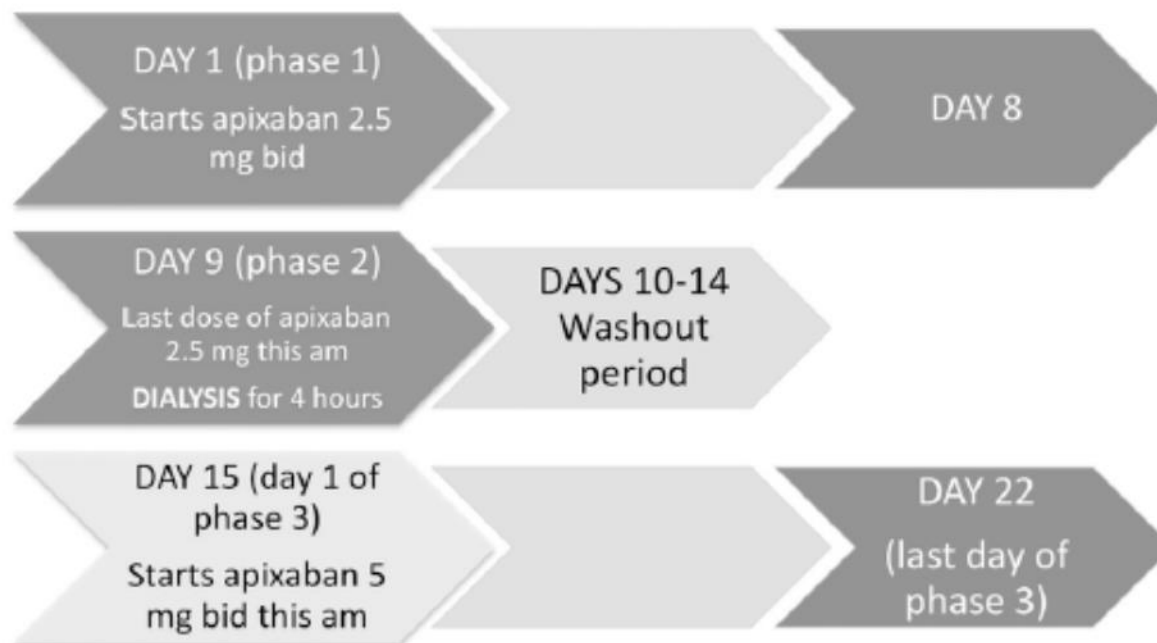 DAY 1 (phase 1)
Starts apixaban 2.5
mg bid
DAY 8
DAY 9 (phase 2)
Last dose of apixaban
2.5 mg this am
DIALYSIS for 4 hours
DAYS 10-14
Washout
period
DAY 15 (day 1 of
phase 3)
Starts apixaban 5
mg bid this am
DAY 22
(last day of
phase 3)